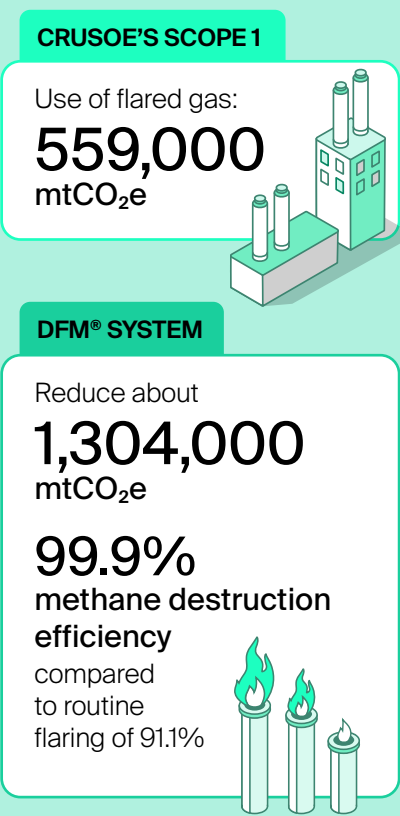 CRUSOE'S SCOPE 1
Use of flared gas:
559,000
mtCO₂e
DFM® SYSTEM
Reduce about
1,304,000
mtCO₂e
99.9%
methane destruction
efficiency
compared
to routine
flaring of 91.1%